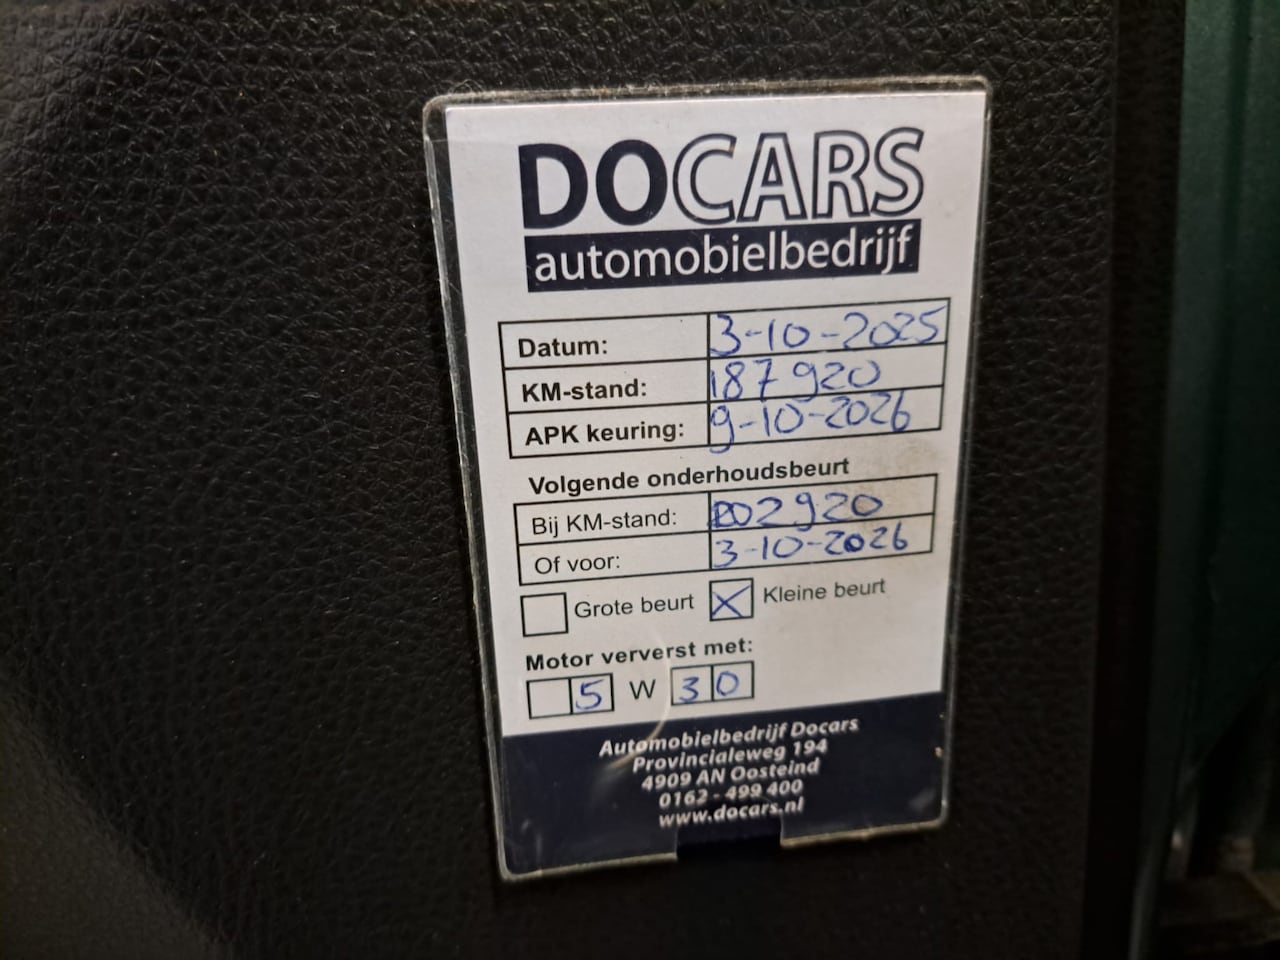 DOCARS
automobielbedrijf
Datum: 3-10-2025
KM-stand: 187920
APK keuring: 9-10-2026
Volgende onderhoudsbeurt
Bij KM-stand: 202920
Of voor: 3-10-2026
Grote beurt X Kleine beurt
Motor ververst met:
5 W 30
Automobielbedrijf Docars
Provincialeweg 194
4909 AN Oosteind
0162 - 499 400
www.docars.nl